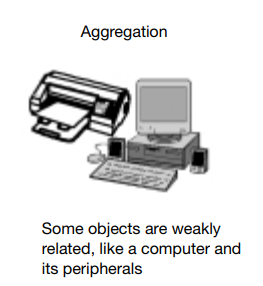 Aggregation
Some objects are weakly
related, like a computer and
its peripherals